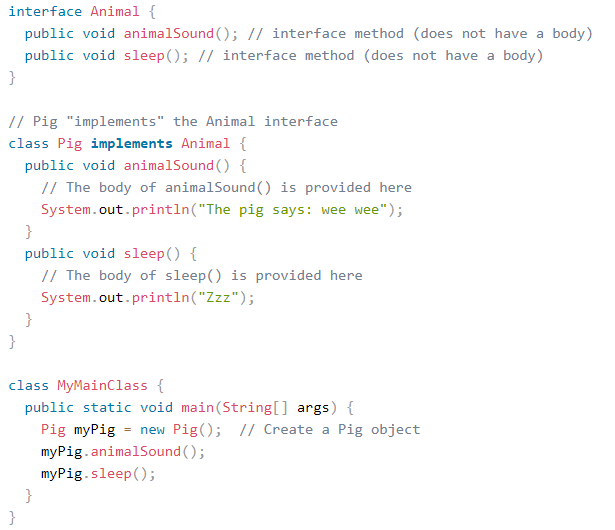 interface Animal {
  public void animalSound(); // interface method (does not have a body)
  public void sleep(); // interface method (does not have a body)
}

// Pig "implements" the Animal interface
class Pig implements Animal {
  public void animalSound() {
    // The body of animalSound() is provided here
    System.out.println("The pig says: wee wee");
  }
  public void sleep() {
    // The body of sleep() is provided here
    System.out.println("Zzz");
  }
}

class MyMainClass {
  public static void main(String[] args) {
    Pig myPig = new Pig();  // Create a Pig object
    myPig.animalSound();
    myPig.sleep();
  }
}